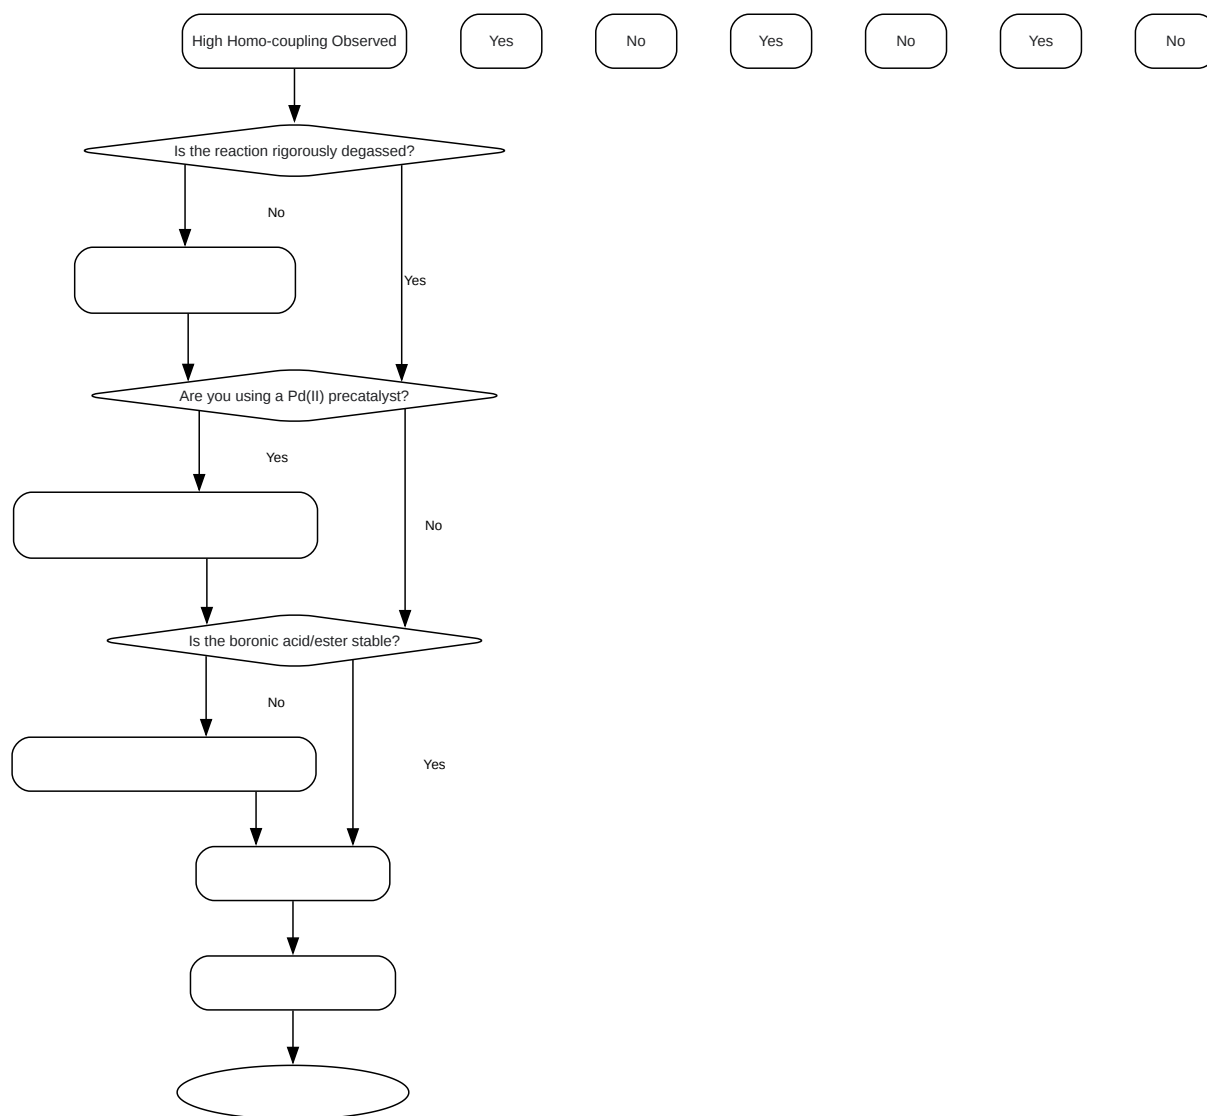 High Homo-coupling Observed
Yes
No
Yes
No
Yes
No
Is the reaction rigorously degassed?
No
Yes
Are you using a Pd(II) precatalyst?
Yes
No
Is the boronic acid/ester stable?
No
Yes